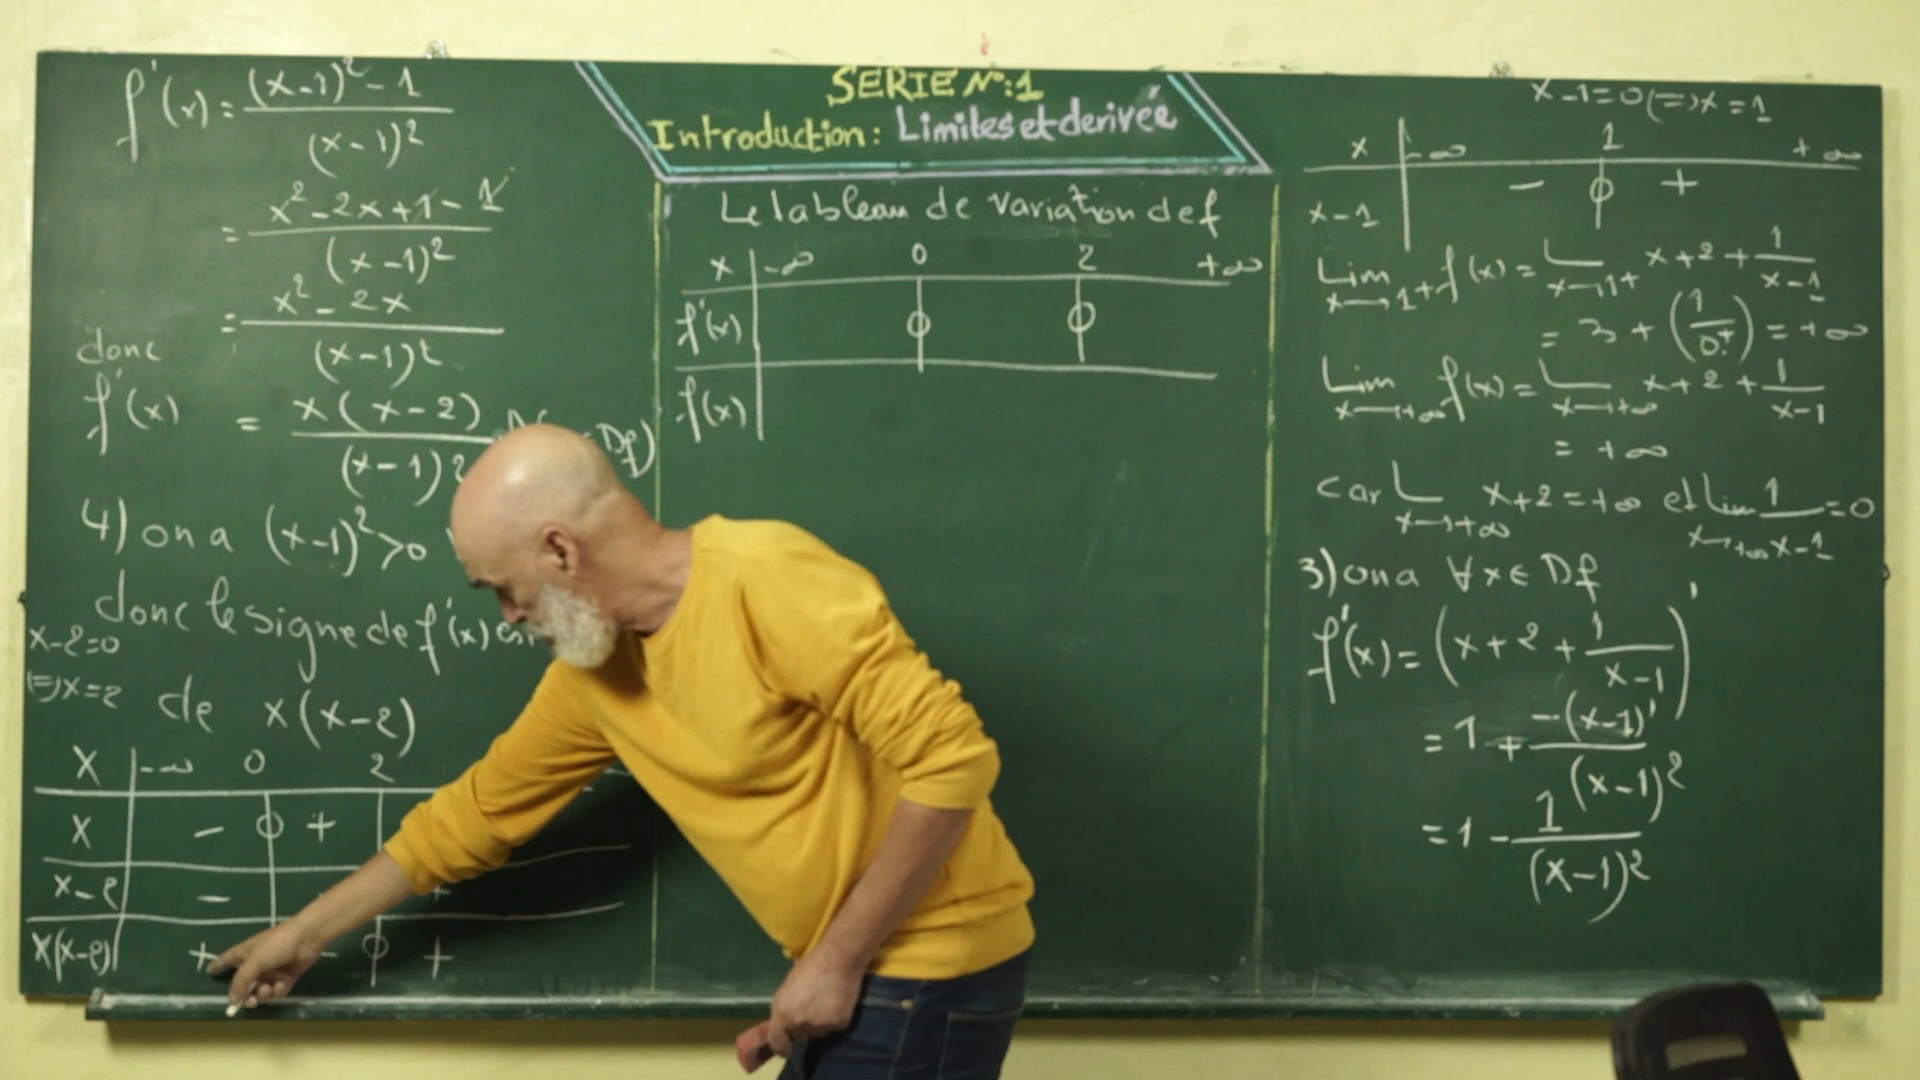 SERIE N°:1
Introduction: Limites et derivée
f'(x) = ((x-1)² - 1) / (x-1)²
= (x² - 2x + 1 - 1) / (x-1)²
= (x² - 2x) / (x-1)²
donc
f'(x) = x(x-2) / (x-1)² Df)
4) on a (x-1)² > 0
donc le signe de f'(x)
x-2=0
(=) x=2
de x(x-2)
x | -∞ 0 2
x | - 0 +
x-2 | - +
x(x-2) | + - 0 +
Le tableau de variation de f
x | -∞ 0 2 +∞
f'(x) | 0 0
f(x) |
x-1=0 (=) x=1
x | -∞ 1 +∞
x-1 | - 0 +
Lim x→1+ f(x) = L x→1+ x+2+ 1/(x-1)
= 3 + (1/0+) = +∞
Lim x→+∞ f(x) = L x→+∞ x+2+ 1/(x-1)
= +∞
car L x→+∞ x+2=+∞ et Lim x→+∞ 1/(x-1) =0
3) on a ∀x∈Df
f'(x) = (x+2+ 1/(x-1))'
= 1 + -(x-1)' / (x-1)²
= 1 - 1/(x-1)²